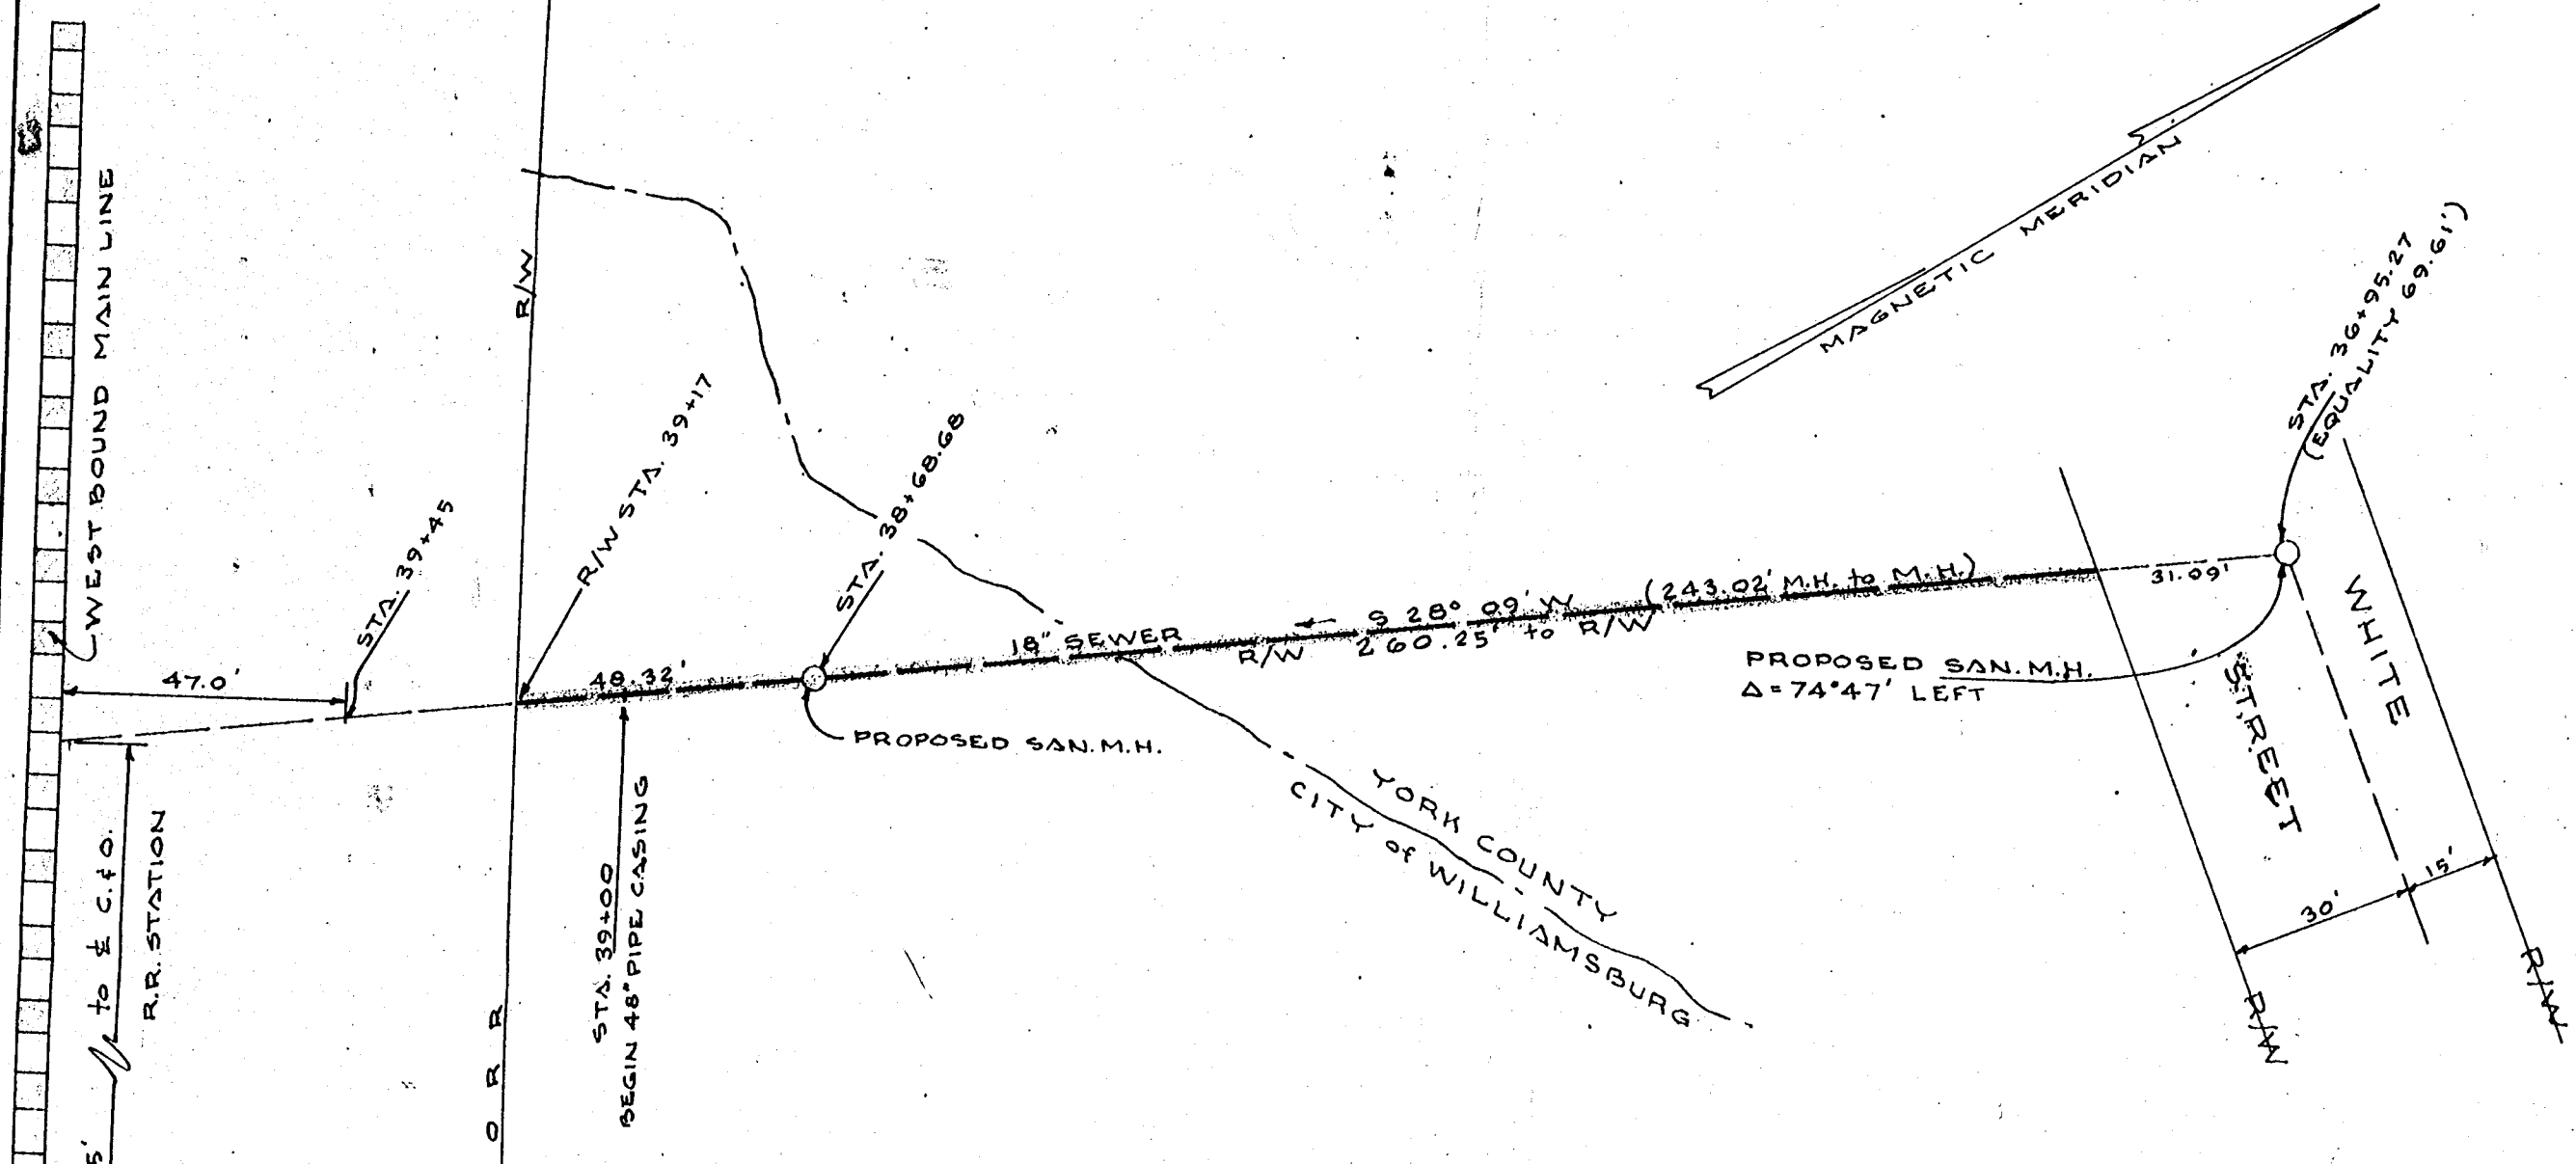 WEST BOUND MAIN LINE
R/W
MAGNETIC MERIDIAN
STA. 36+95.27
(EQUALITY 69.61')
STA. 39+45
R/W STA. 39+17
STA. 38+68.68
47.0'
48.32'
18" SEWER
R/W
S 28° 09' W
260.25' to R/W
(243.02' M.H. to M.H.)
31.09'
PROPOSED SAN. M.H.
Δ = 74°47' LEFT
PROPOSED SAN. M.H.
WHITE
STREET
YORK COUNTY
CITY of WILLIAMSBURG
STA. 39+00
BEGIN 48" PIPE CASING
to ℄ C.&O.
R.R. STATION
5'
O R R
30'
15'
R/W
R/W